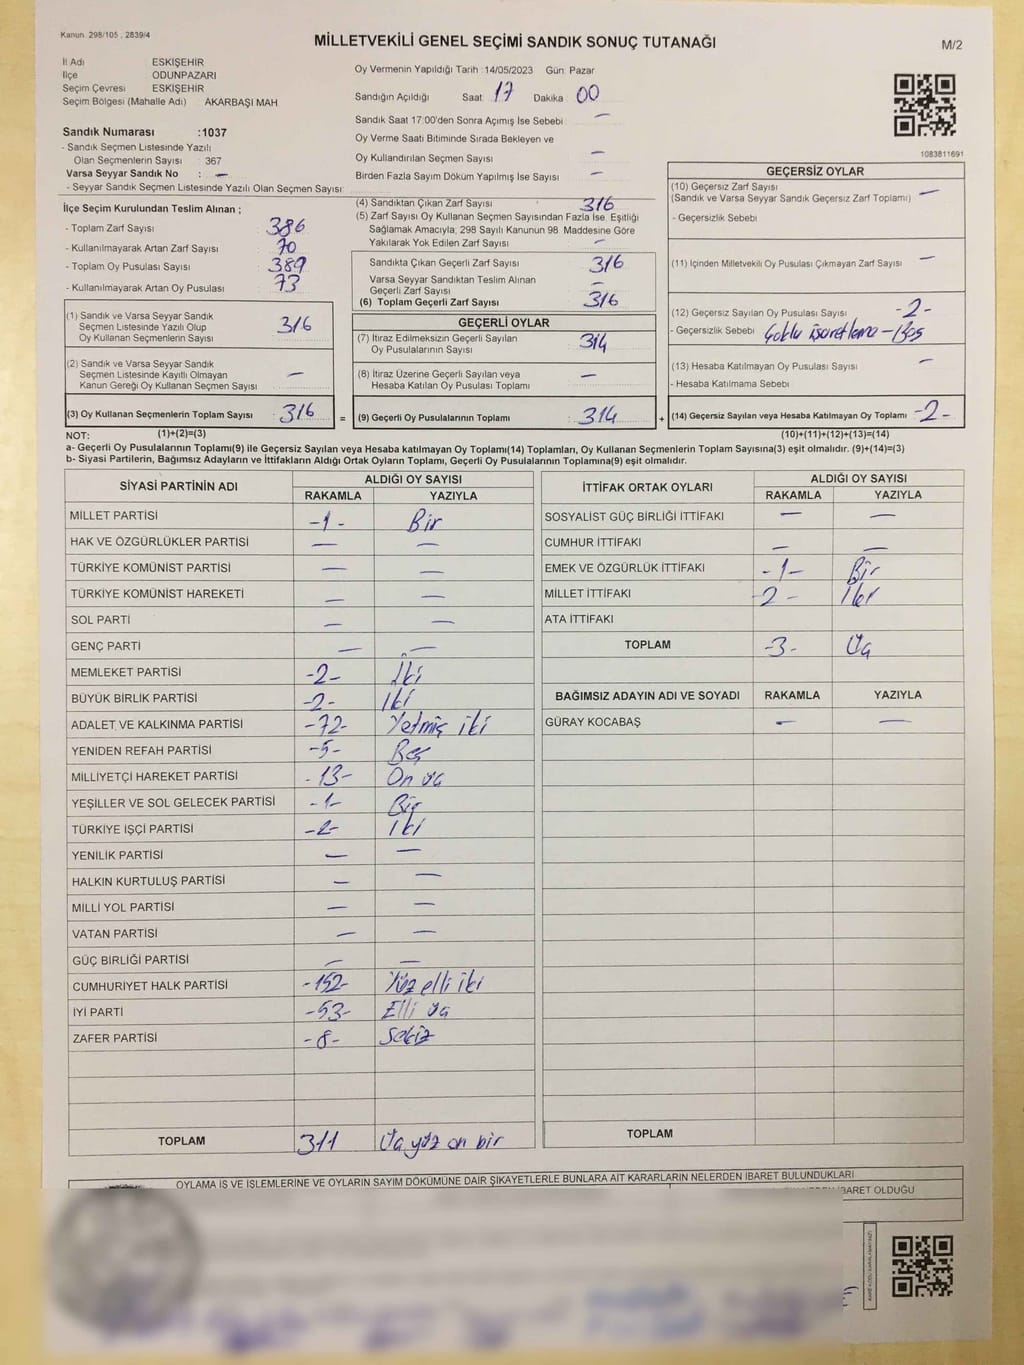 Kanun 298/105 , 2839/4
MİLLETVEKİLİ GENEL SEÇİMİ SANDIK SONUÇ TUTANAĞI
M/2
İl Adı ESKİŞEHİR
İlçe ODUNPAZARI
Seçim Çevresi ESKİŞEHİR
Seçim Bölgesi (Mahalle Adı) AKARBAŞI MAH
Sandık Numarası :1037
- Sandık Seçmen Listesinde Yazılı
Olan Seçmenlerin Sayısı : 367
Varsa Seyyar Sandık No : —
- Seyyar Sandık Seçmen Listesinde Yazılı Olan Seçmen Sayısı:
Oy Vermenin Yapıldığı Tarih :14/05/2023 Gün: Pazar
Sandığın Açıldığı Saat 17 Dakika 00
Sandık Saat 17:00'den Sonra Açımış İse Sebebi —
Oy Verme Saati Bitiminde Sırada Bekleyen ve
Oy Kullandırılan Seçmen Sayısı —
Birden Fazla Sayım Döküm Yapılmış İse Sayısı —
1083811691
İlçe Seçim Kurulundan Teslim Alınan ;
- Toplam Zarf Sayısı 386
- Kullanılmayarak Artan Zarf Sayısı 70
- Toplam Oy Pusulası Sayısı 389
- Kullanılmayarak Artan Oy Pusulası 73
(4) Sandıktan Çıkan Zarf Sayısı 316
(5) Zarf Sayısı Oy Kullanan Seçmen Sayısından Fazla İse, Eşitliği
Sağlamak Amacıyla, 298 Sayılı Kanunun 98. Maddesine Göre
Yakılarak Yok Edilen Zarf Sayısı —
Sandıkta Çıkan Geçerli Zarf Sayısı 316
Varsa Seyyar Sandıktan Teslim Alınan
Geçerli Zarf Sayısı —
(6) Toplam Geçerli Zarf Sayısı 316
GEÇERSİZ OYLAR
(10) Geçersiz Zarf Sayısı —
(Sandık ve Varsa Seyyar Sandık Geçersiz Zarf Toplamı)
- Geçersizlik Sebebi
(11) İçinden Milletvekili Oy Pusulası Çıkmayan Zarf Sayısı —
(12) Geçersiz Sayılan Oy Pusulası Sayısı -2-
- Geçersizlik Sebebi Çoklu işaretleme - Boş
(13) Hesaba Katılmayan Oy Pusulası Sayısı —
- Hesaba Katılmama Sebebi
(14) Geçersiz Sayılan veya Hesaba Katılmayan Oy Toplamı -2-
(10)+(11)+(12)+(13)=(14)
(1) Sandık ve Varsa Seyyar Sandık
Seçmen Listesinde Yazılı Olup
Oy Kullanan Seçmenlerin Sayısı 316
(2) Sandık ve Varsa Seyyar Sandık
Seçmen Listesinde Kayıtlı Olmayan
Kanun Gereği Oy Kullanan Seçmen Sayısı —
(3) Oy Kullanan Seçmenlerin Toplam Sayısı : 316
GEÇERLİ OYLAR
(7) İtiraz Edilmeksizin Geçerli Sayılan
Oy Pusulalarının Sayısı 314
(8) İtiraz Üzerine Geçerli Sayılan veya
Hesaba Katılan Oy Pusulası Toplamı —
= (9) Geçerli Oy Pusulalarının Toplamı : 314 +
NOT: (1)+(2)=(3)
a- Geçerli Oy Pusulalarının Toplamı(9) ile Geçersiz Sayılan veya Hesaba katılmayan Oy Toplamı(14) Toplamları, Oy Kullanan Seçmenlerin Toplam Sayısına(3) eşit olmalıdır. (9)+(14)=(3)
b- Siyasi Partilerin, Bağımsız Adayların ve İttifakların Aldığı Ortak Oyların Toplamı, Geçerli Oy Pusulalarının Toplamına(9) eşit olmalıdır.
SİYASİ PARTİNİN ADI ALDIĞI OY SAYISI
RAKAMLA YAZIYLA
MİLLET PARTİSİ -1- Bir
HAK VE ÖZGÜRLÜKLER PARTİSİ — —
TÜRKİYE KOMÜNİST PARTİSİ — —
TÜRKİYE KOMÜNİST HAREKETİ — —
SOL PARTİ — —
GENÇ PARTİ — —
MEMLEKET PARTİSİ -2- İki
BÜYÜK BİRLİK PARTİSİ -2- İki
ADALET VE KALKINMA PARTİSİ -72- Yetmiş iki
YENİDEN REFAH PARTİSİ -5- Beş
MİLLİYETÇİ HAREKET PARTİSİ -13- On üç
YEŞİLLER VE SOL GELECEK PARTİSİ -1- Bir
TÜRKİYE İŞÇİ PARTİSİ -2- İki
YENİLİK PARTİSİ — —
HALKIN KURTULUŞ PARTİSİ — —
MİLLİ YOL PARTİSİ — —
VATAN PARTİSİ — —
GÜÇ BİRLİĞİ PARTİSİ — —
CUMHURİYET HALK PARTİSİ -152- Yüz elli iki
İYİ PARTİ -53- Elli üç
ZAFER PARTİSİ -8- Sekiz
TOPLAM 311 Üç yüz on bir
İTTİFAK ORTAK OYLARI ALDIĞI OY SAYISI
RAKAMLA YAZIYLA
SOSYALİST GÜÇ BİRLİĞİ İTTİFAKI — —
CUMHUR İTTİFAKI — —
EMEK VE ÖZGÜRLÜK İTTİFAKI -1- Bir
MİLLET İTTİFAKI -2- İki
ATA İTTİFAKI
TOPLAM -3- Üç
BAĞIMSIZ ADAYIN ADI VE SOYADI RAKAMLA YAZIYLA
GÜRAY KOCABAŞ — —
TOPLAM
OYLAMA İŞ VE İŞLEMLERİNE VE OYLARIN SAYIM DÖKÜMÜNE DAİR ŞİKAYETLERLE BUNLARA AİT KARARLARIN NELERDEN İBARET BULUNDUKLARI
İBARET OLDUĞU